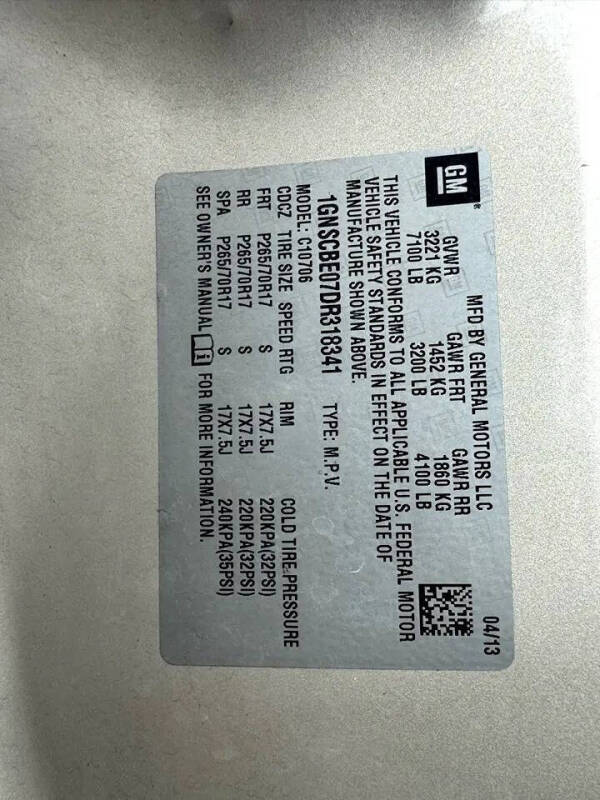 GM®
MFD BY GENERAL MOTORS LLC 04/13
GVWR GAWR FRT GAWR RR
3221 KG 1452 KG 1860 KG
7100 LB 3200 LB 4100 LB
THIS VEHICLE CONFORMS TO ALL APPLICABLE U.S. FEDERAL MOTOR
VEHICLE SAFETY STANDARDS IN EFFECT ON THE DATE OF
MANUFACTURE SHOWN ABOVE.
1GNSCBE07DR318341 TYPE: M.P.V.
MODEL: C10706
CDCZ TIRE SIZE SPEED RTG RIM COLD TIRE PRESSURE
FRT P265/70R17 S 17X7.5J 220KPA(32PSI)
RR P265/70R17 S 17X7.5J 220KPA(32PSI)
SPA P265/70R17 S 17X7.5J 240KPA(35PSI)
SEE OWNER'S MANUAL i FOR MORE INFORMATION.